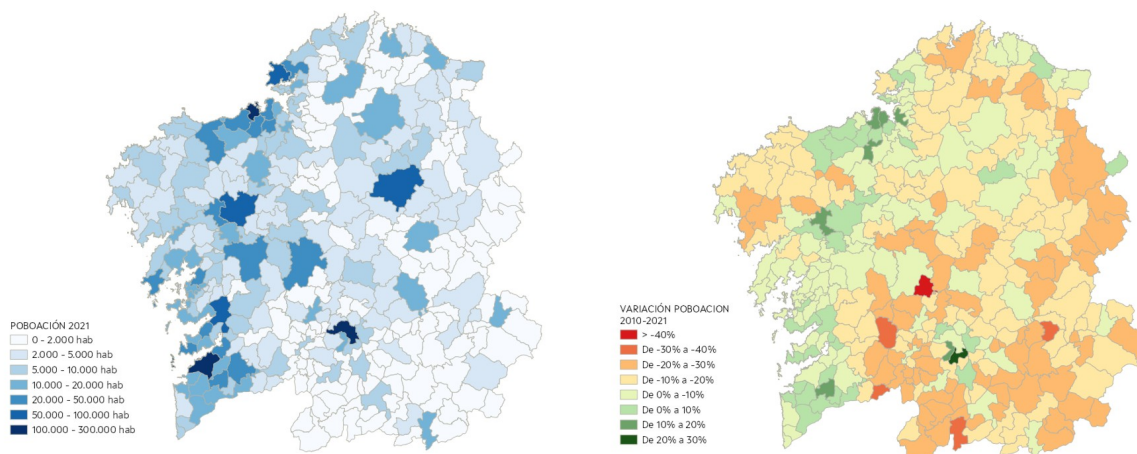 POBOACIÓN 2021
0 - 2.000 hab
2.000 - 5.000 hab
5.000 - 10.000 hab
10.000 - 20.000 hab
20.000 - 50.000 hab
50.000 - 100.000 hab
100.000 - 300.000 hab
VARIACIÓN POBOACION
2010-2021
> -40%
De -30% a -40%
De -20% a -30%
De -10% a -20%
De 0% a -10%
De 0% a 10%
De 10% a 20%
De 20% a 30%